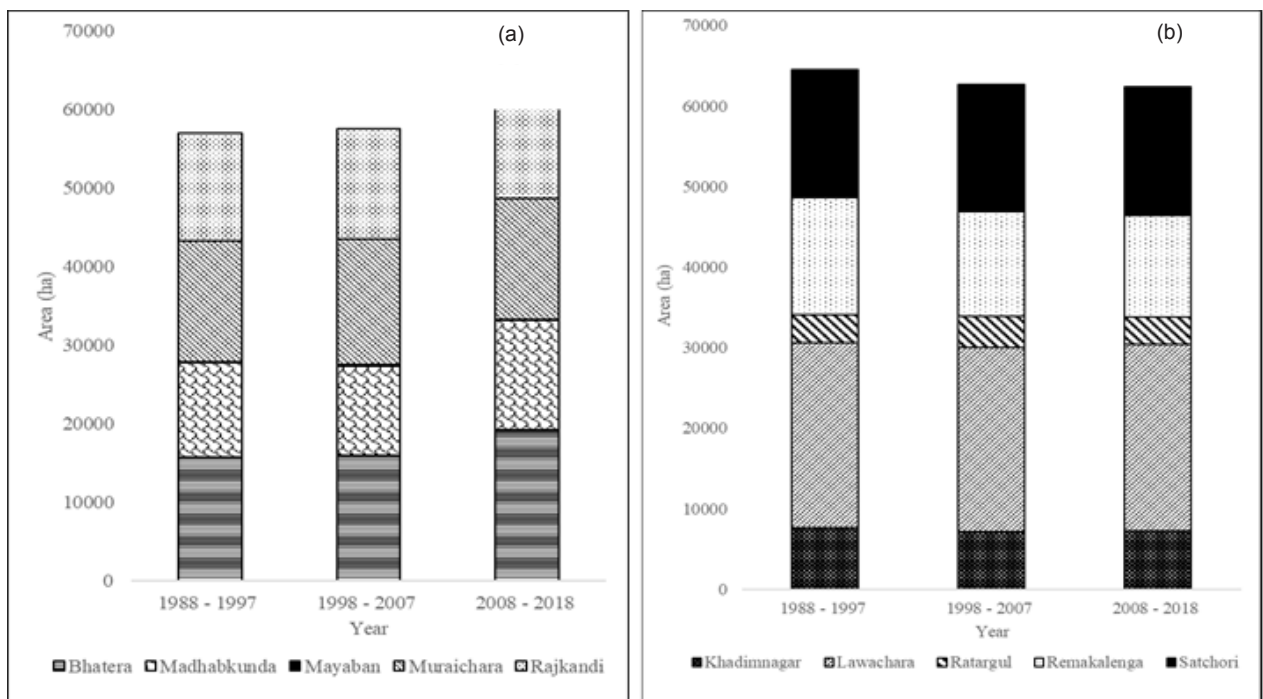 (a)
70000
60000
50000
40000
30000
20000
10000
0
Area (ha)
1988 - 1997 1998 - 2007 2008 - 2018
Year
Bhatera Madhabkunda Mayaban Muraichara Rajkandi
(b)
70000
60000
50000
40000
30000
20000
10000
0
Area (ha)
1988 - 1997 1998 - 2007 2008 - 2018
Year
Khadimnagar Lawachara Ratargul Remakalenga Satchori